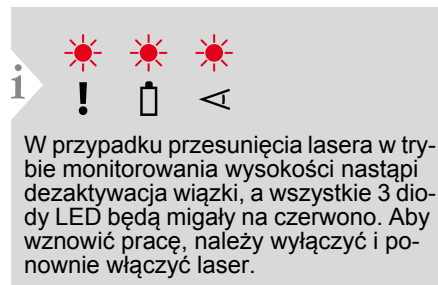 i
!
W przypadku przesunięcia lasera w try-
bie monitorowania wysokości nastąpi
dezaktywacja wiązki, a wszystkie 3 dio-
dy LED będą migały na czerwono. Aby
wznowić pracę, należy wyłączyć i po-
nownie włączyć laser.